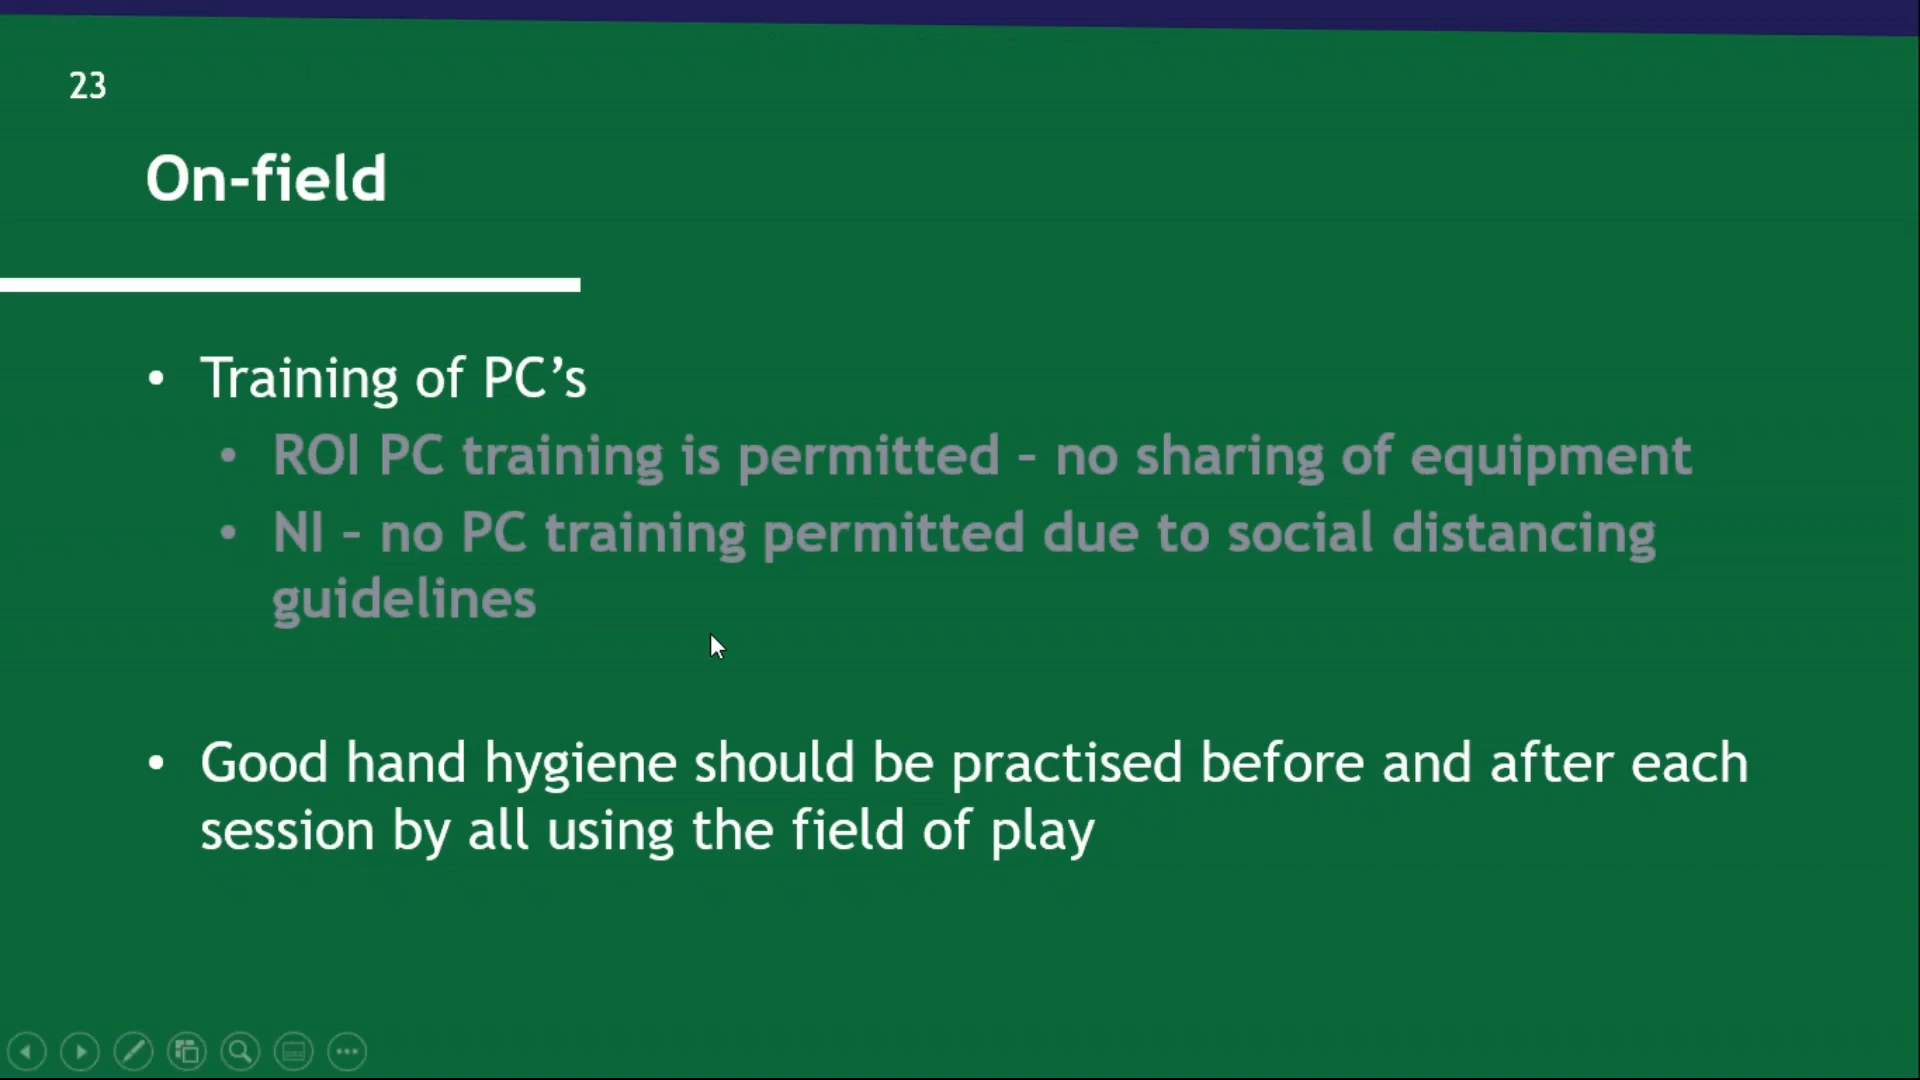 23
On-field
• Training of PC’s
• ROI PC training is permitted – no sharing of equipment
• NI – no PC training permitted due to social distancing
guidelines
• Good hand hygiene should be practised before and after each
session by all using the field of play